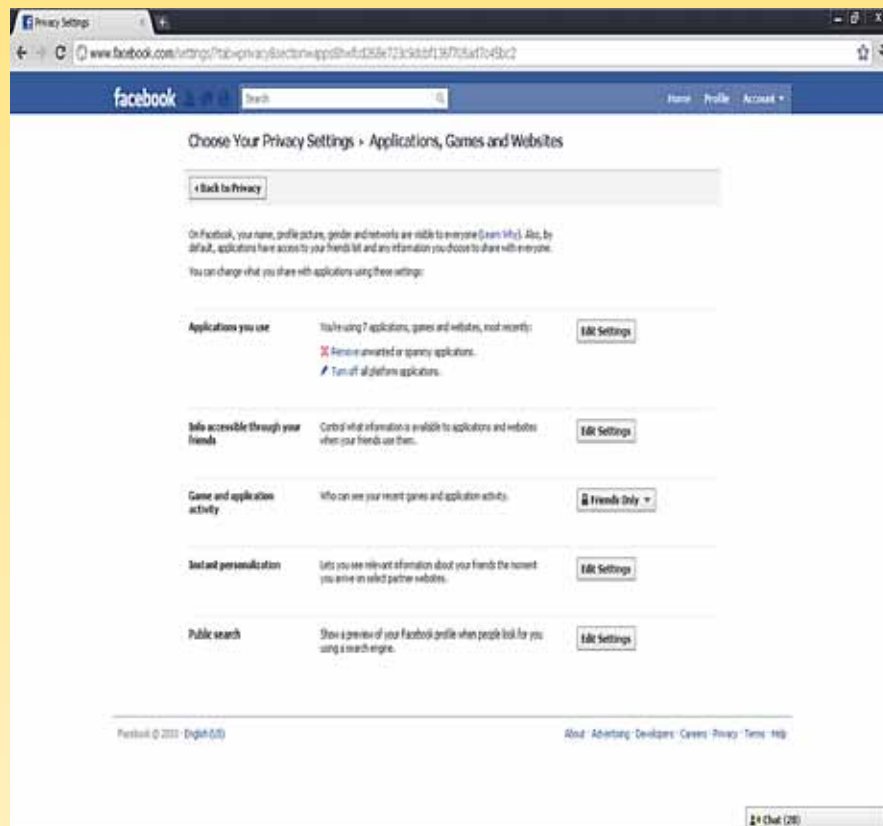 Privacy Settings
www.facebook.com/settings/?tab=privacy&section=apps
facebook
Search
Home Profile Account
Choose Your Privacy Settings › Applications, Games and Websites
‹ Back to Privacy
On Facebook, your name, profile picture, gender and networks are visible to everyone (Learn Why). Also, by
default, applications have access to your friends list and any information you choose to share with everyone.
You can change what you share with applications using these settings:
Applications you use
You're using 7 applications, games and websites, most recently:
Edit Settings
Remove unwanted or spammy applications.
Turn off all platform applications.
Info accessible through your
friends
Control what information is available to applications and websites
when your friends use them.
Edit Settings
Game and application
activity
Who can see your recent games and application activity.
Friends Only
Instant personalization
Lets you see relevant information about your friends the moment
you arrive on select partner websites.
Edit Settings
Public search
Show a preview of your Facebook profile when people look for you
using a search engine.
Edit Settings
Facebook © 2010 · English (US)
About · Advertising · Developers · Careers · Privacy · Terms · Help
Chat (28)